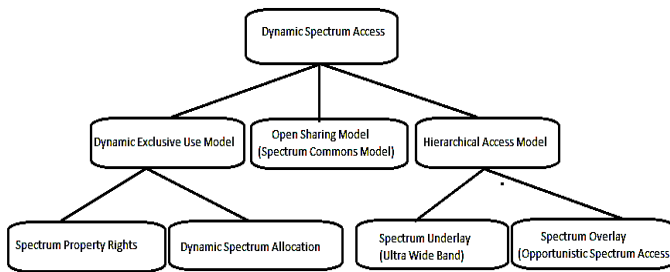 Dynamic Spectrum Access
Dynamic Exclusive Use Model
Open Sharing Model
(Spectrum Commons Model)
Hierarchical Access Model
Spectrum Property Rights
Dynamic Spectrum Allocation
Spectrum Underlay
(Ultra Wide Band)
Spectrum Overlay
(Opportunistic Spectrum Access